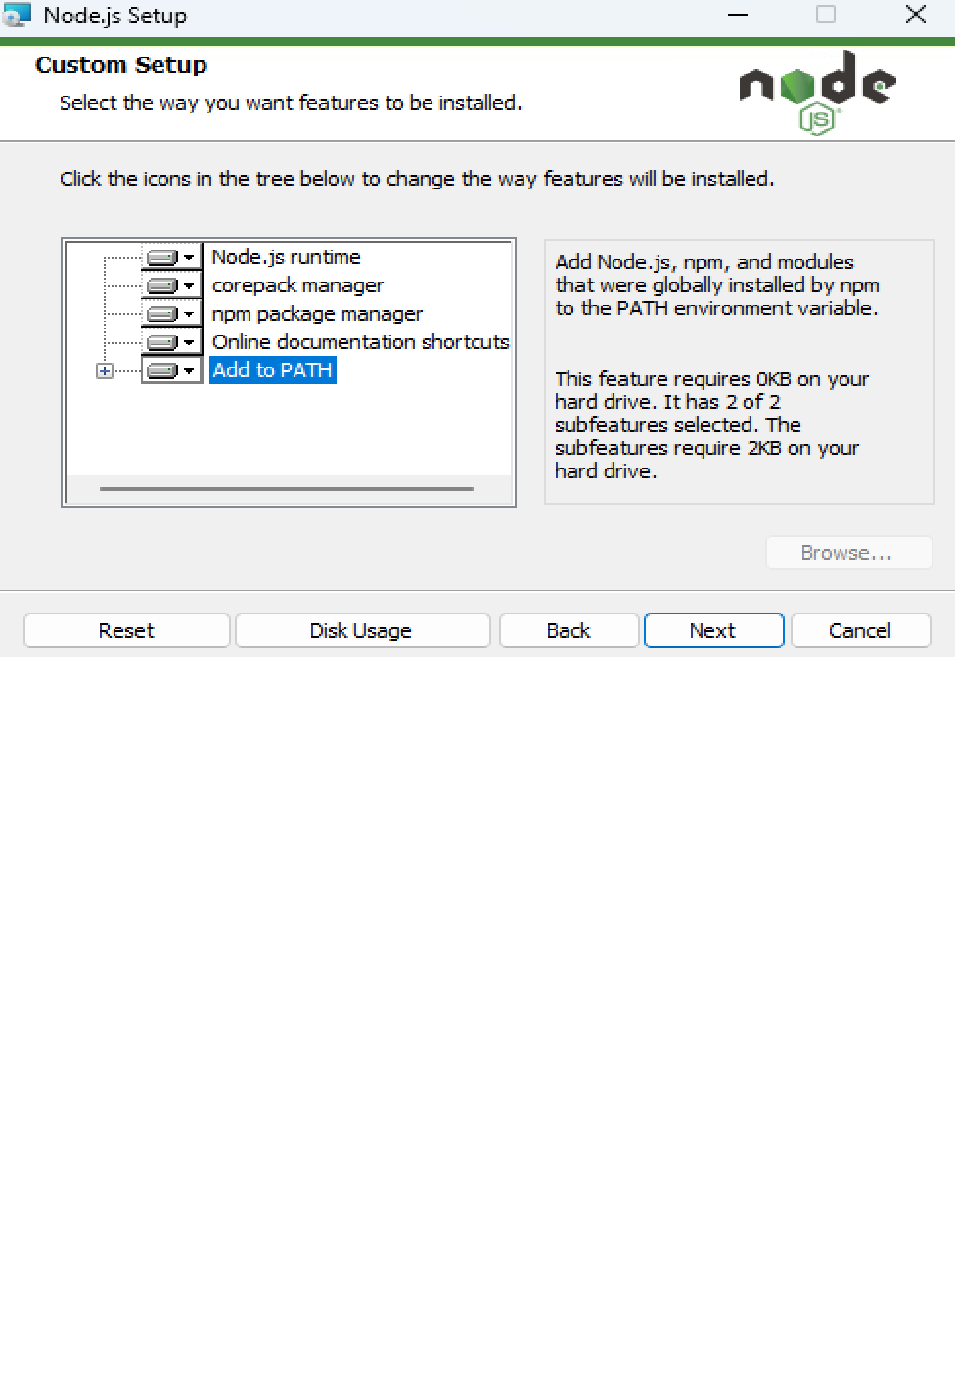 Node.js Setup
Custom Setup
Select the way you want features to be installed.
node
JS
Click the icons in the tree below to change the way features will be installed.
Node.js runtime
corepack manager
npm package manager
Online documentation shortcuts
Add to PATH
Add Node.js, npm, and modules
that were globally installed by npm
to the PATH environment variable.
This feature requires 0KB on your
hard drive. It has 2 of 2
subfeatures selected. The
subfeatures require 2KB on your
hard drive.
Browse...
Reset
Disk Usage
Back
Next
Cancel